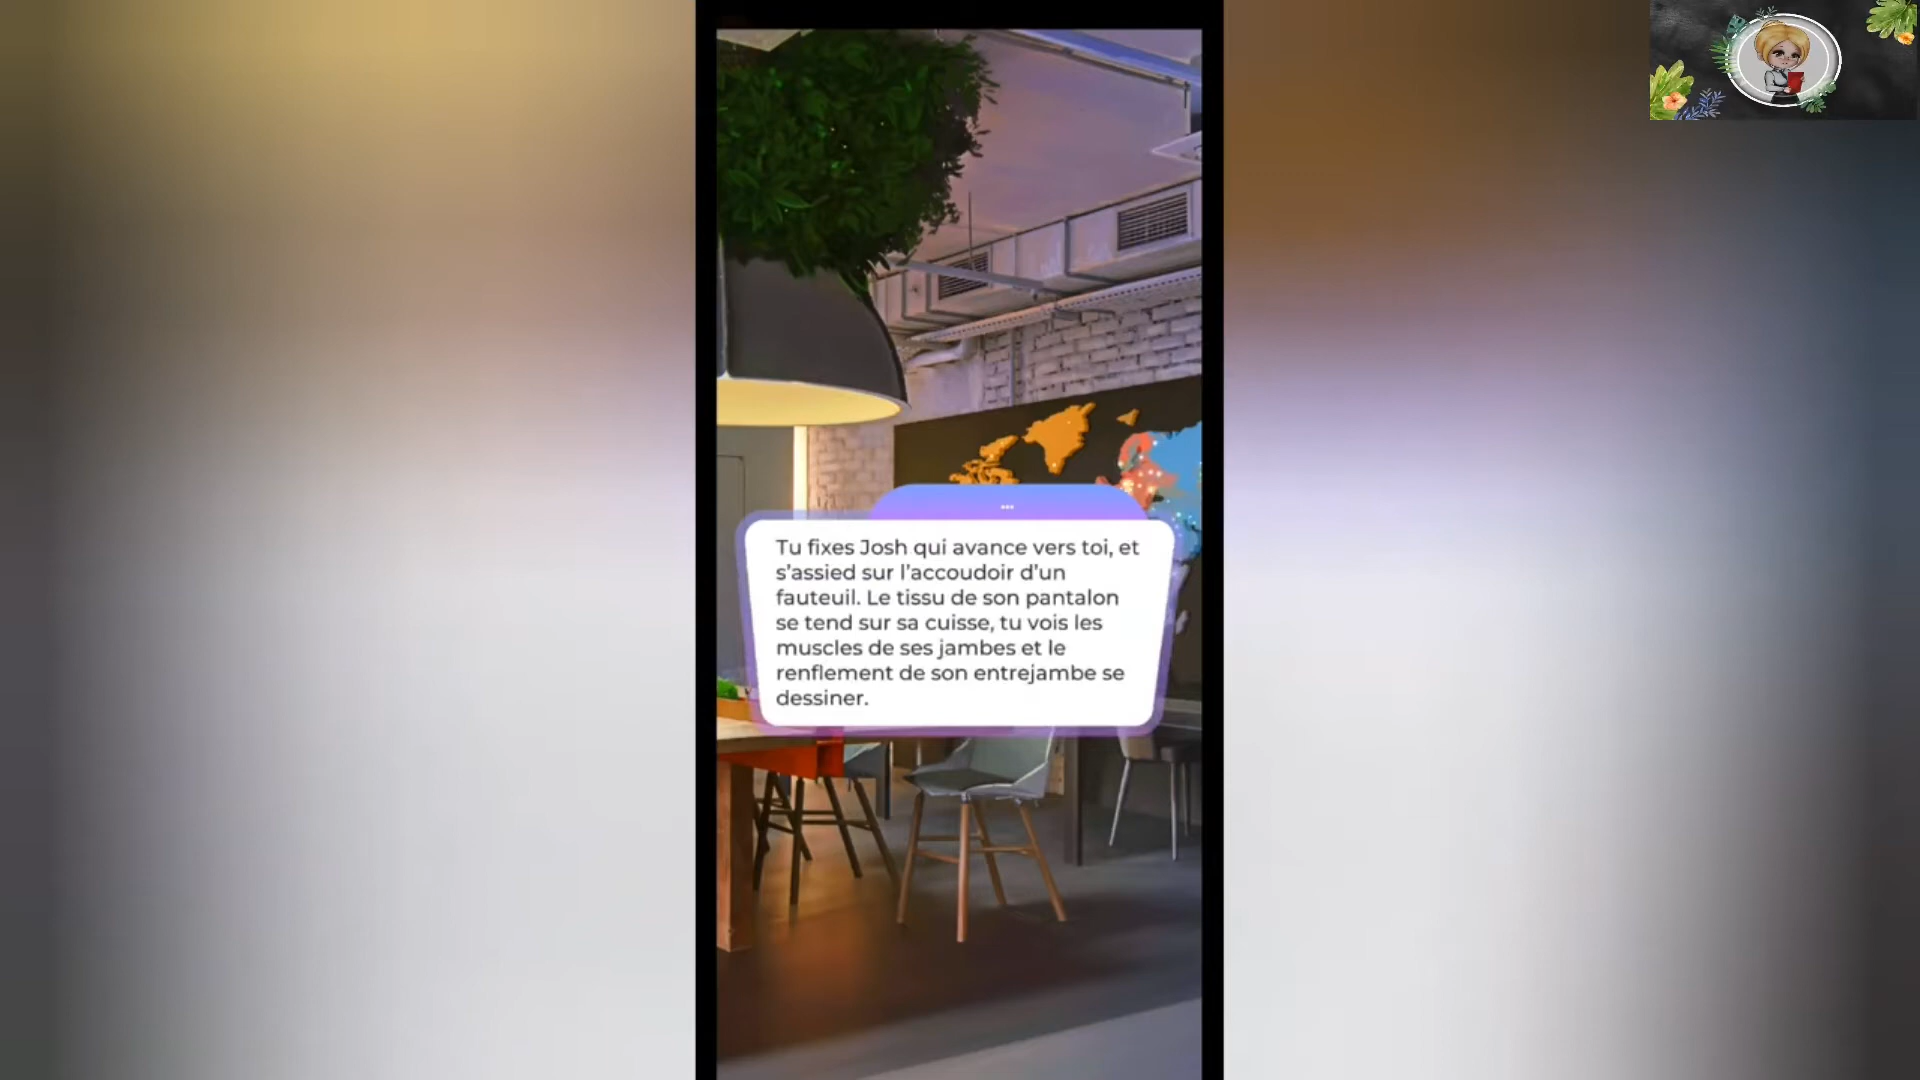 ...
Tu fixes Josh qui avance vers toi, et
s'assied sur l'accoudoir d'un
fauteuil. Le tissu de son pantalon
se tend sur sa cuisse, tu vois les
muscles de ses jambes et le
renflement de son entrejambe se
dessiner.